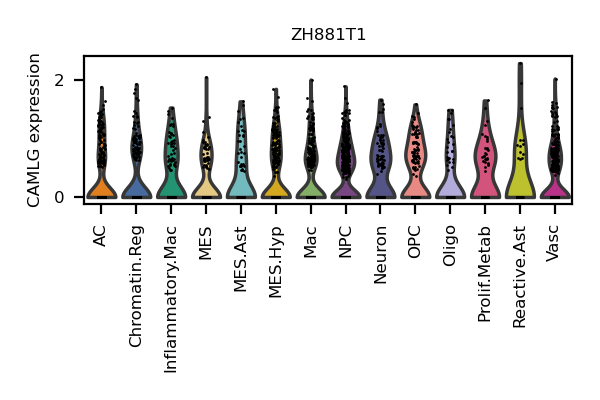 ZH881T1
CAMLG expression
2
0
AC
Chromatin.Reg
Inflammatory.Mac
MES
MES.Ast
MES.Hyp
Mac
NPC
Neuron
OPC
Oligo
Prolif.Metab
Reactive.Ast
Vasc